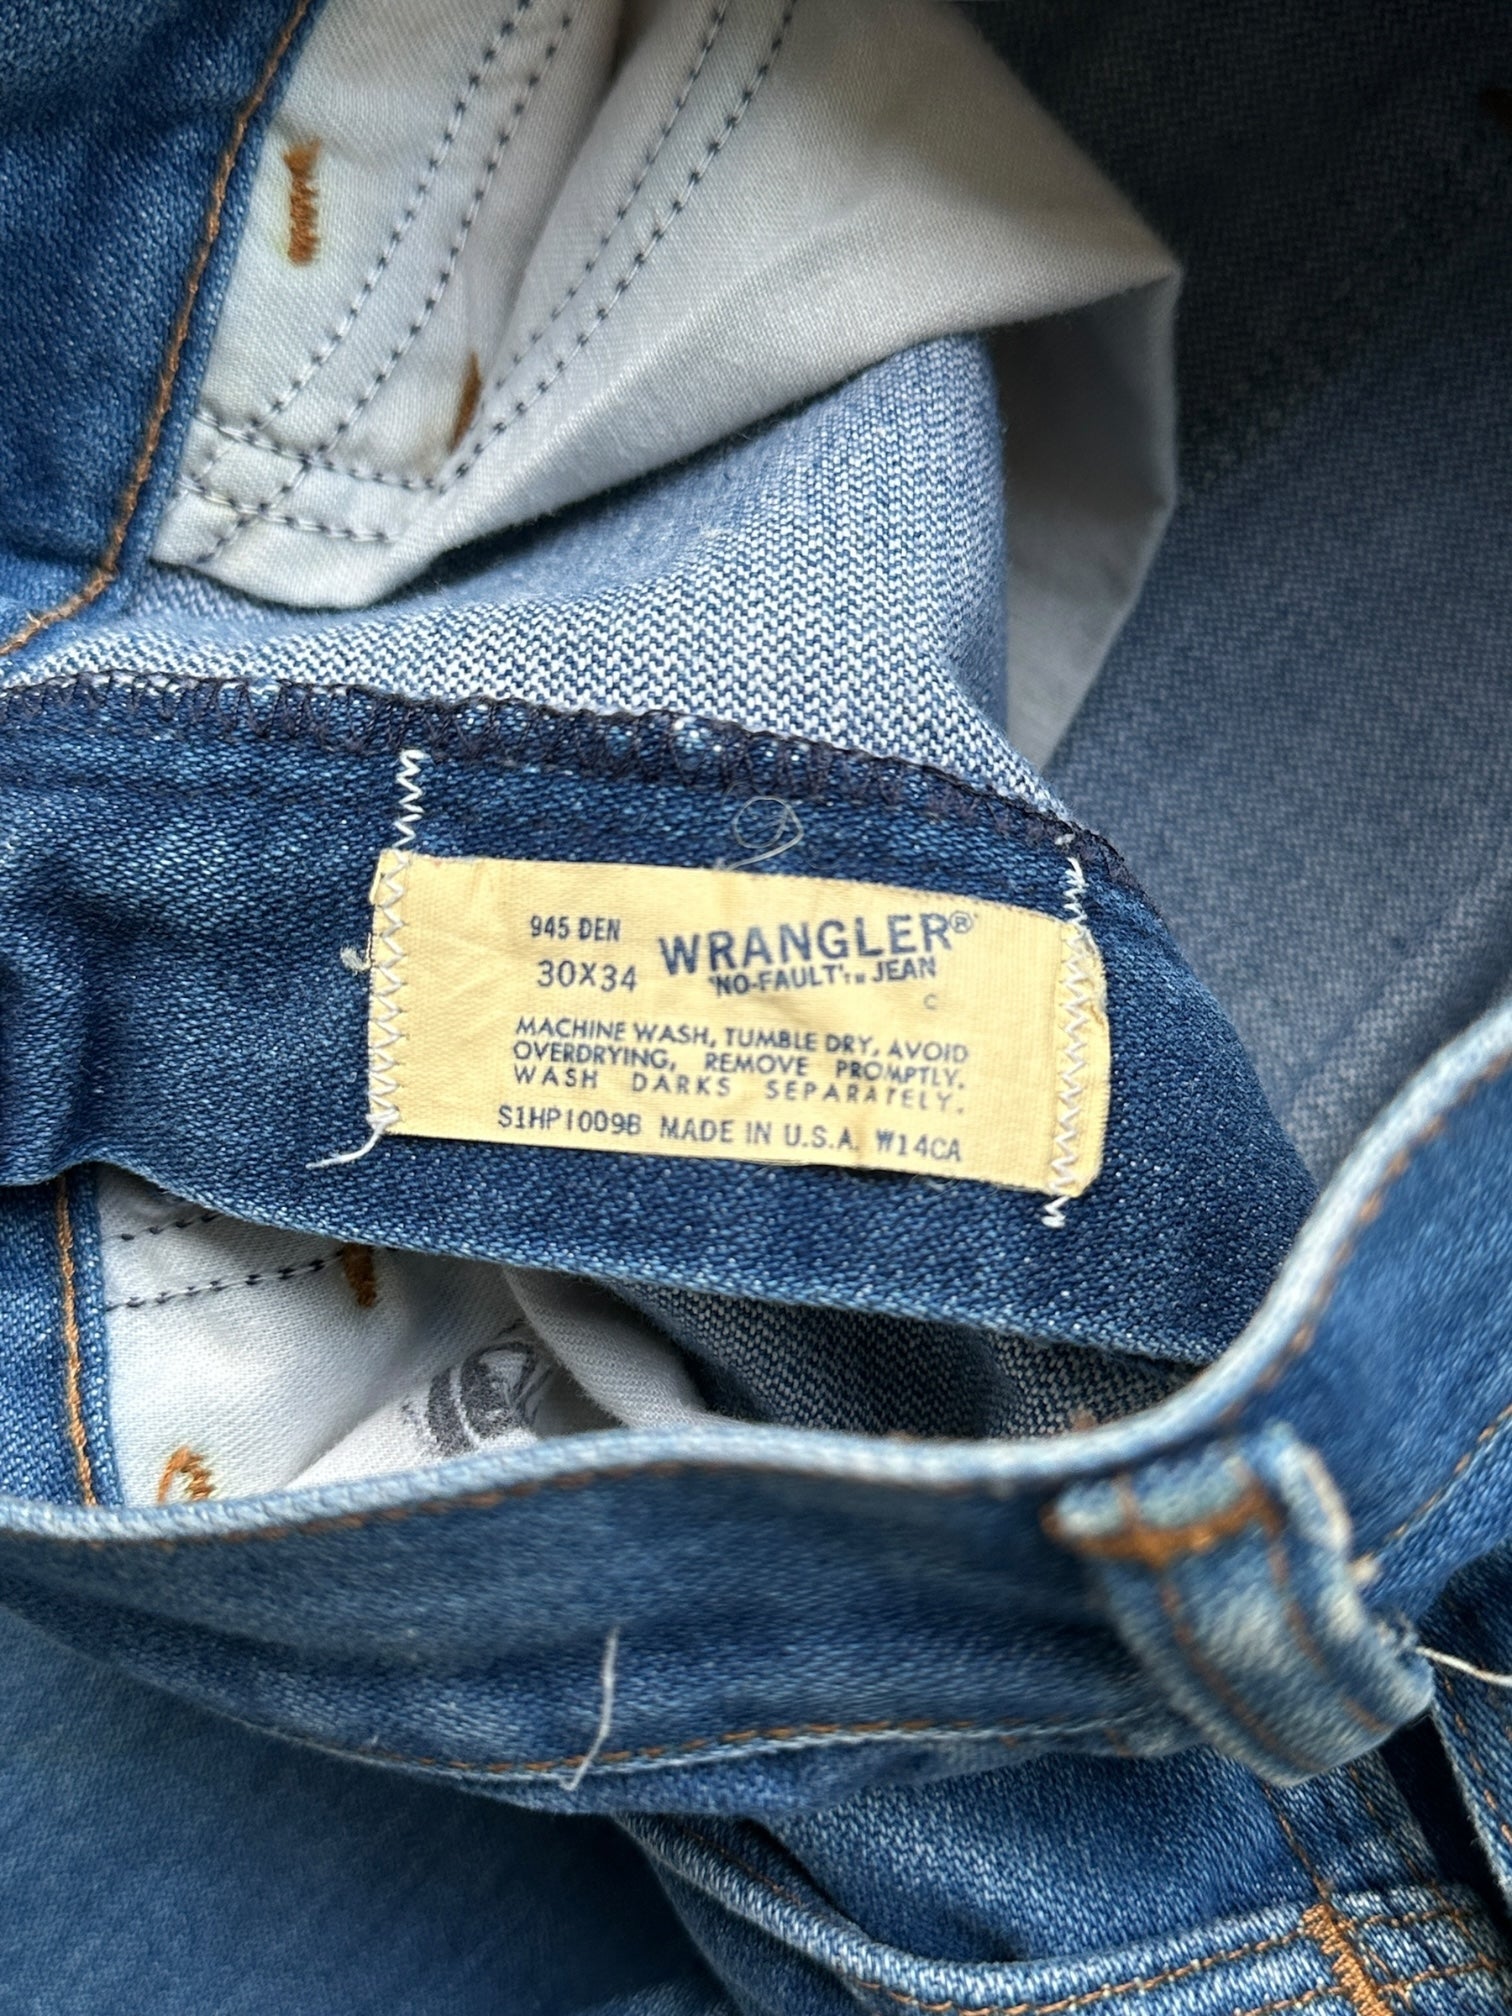 945 DEN WRANGLER®
30X34 'NO-FAULT'™ JEAN
C
MACHINE WASH, TUMBLE DRY, AVOID
OVERDRYING, REMOVE PROMPTLY.
WASH DARKS SEPARATELY.
S1HP1009B MADE IN U.S.A. W14CA